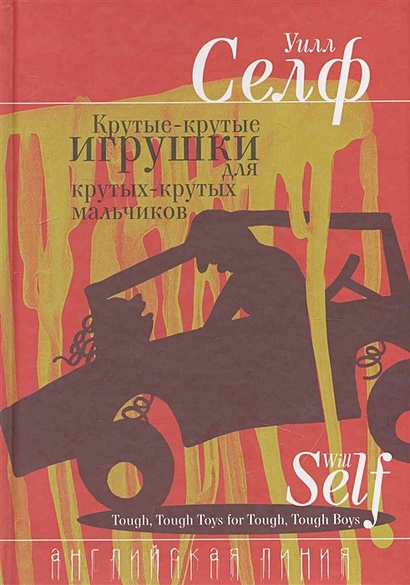 Уилл
Селф
Крутые-крутые
игрушки
для
крутых-крутых
мальчиков
Will
Self
Tough, Tough Toys for Tough, Tough Boys
английская линия